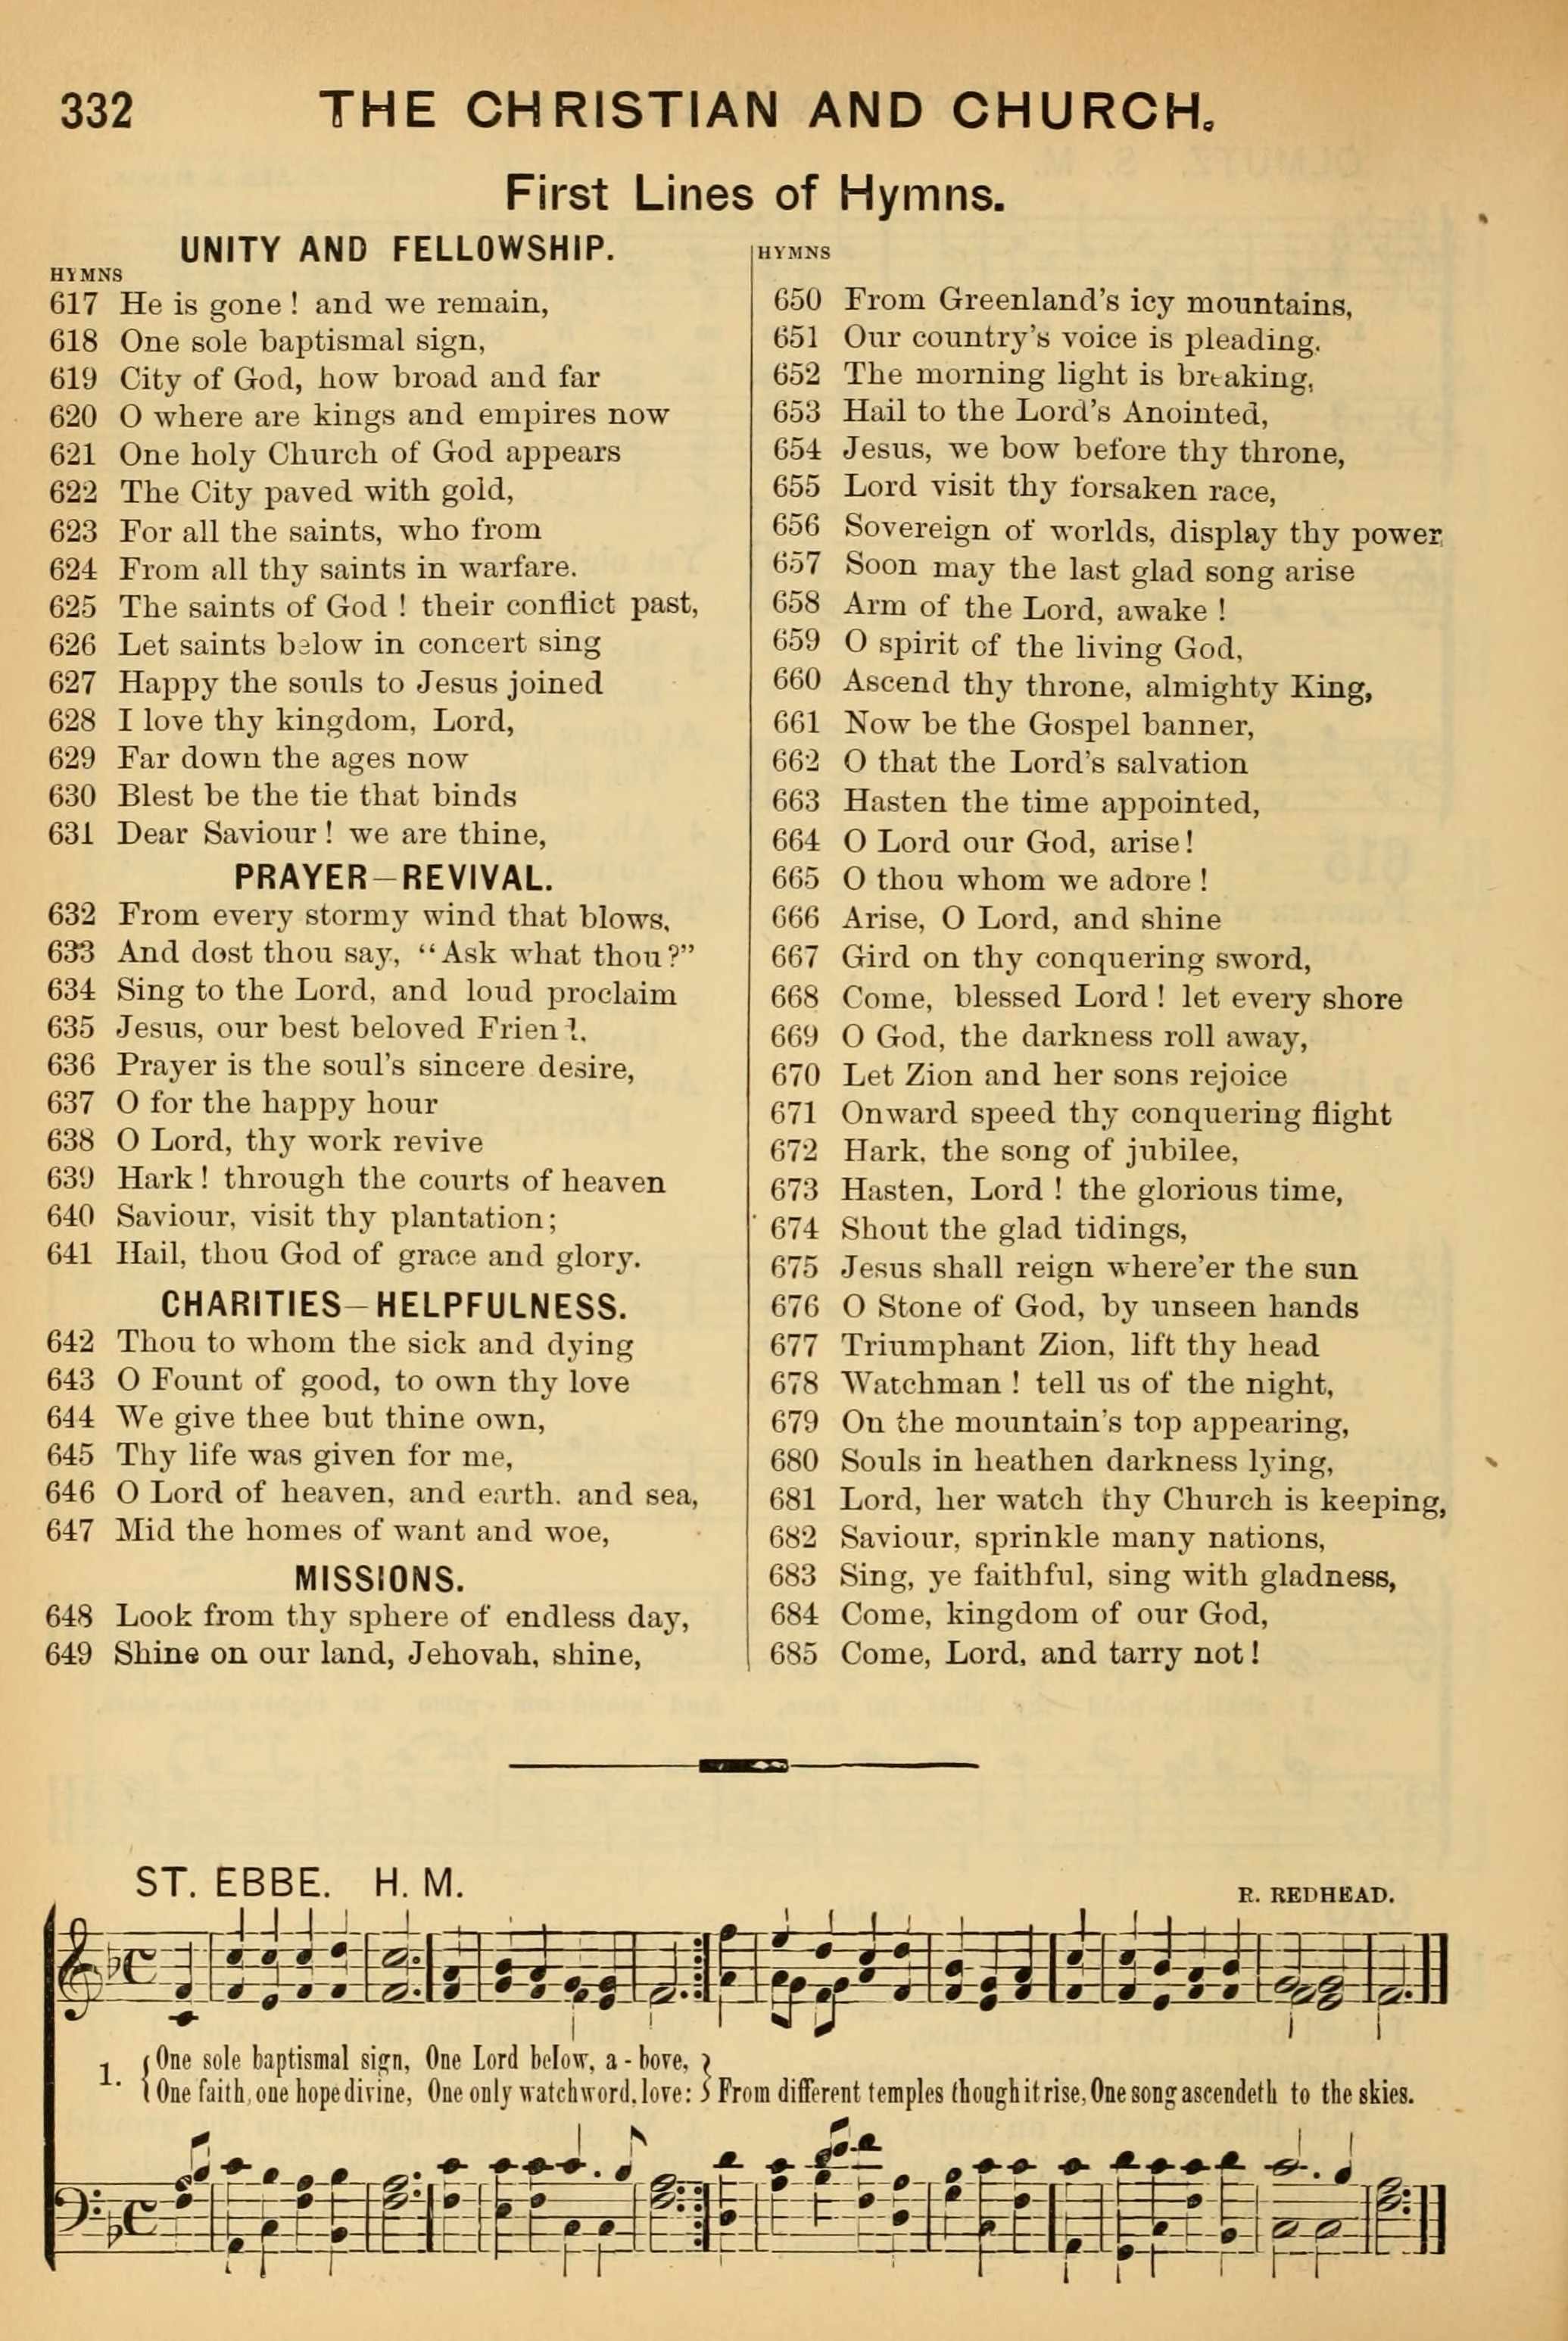 332 THE CHRISTIAN AND CHURCH.
First Lines of Hymns.
UNITY AND FELLOWSHIP.
HYMNS
617 He is gone! and we remain,
618 One sole baptismal sign,
619 City of God, how broad and far
620 O where are kings and empires now
621 One holy Church of God appears
622 The City paved with gold,
623 For all the saints, who from
624 From all thy saints in warfare.
625 The saints of God! their conflict past,
626 Let saints below in concert sing
627 Happy the souls to Jesus joined
628 I love thy kingdom, Lord,
629 Far down the ages now
630 Blest be the tie that binds
631 Dear Saviour! we are thine,
PRAYER—REVIVAL.
632 From every stormy wind that blows,
633 And dost thou say, "Ask what thou?"
634 Sing to the Lord, and loud proclaim
635 Jesus, our best beloved Friend.
636 Prayer is the soul's sincere desire,
637 O for the happy hour
638 O Lord, thy work revive
639 Hark! through the courts of heaven
640 Saviour, visit thy plantation;
641 Hail, thou God of grace and glory.
CHARITIES—HELPFULNESS.
642 Thou to whom the sick and dying
643 O Fount of good, to own thy love
644 We give thee but thine own,
645 Thy life was given for me,
646 O Lord of heaven, and earth. and sea,
647 Mid the homes of want and woe,
MISSIONS.
648 Look from thy sphere of endless day,
649 Shine on our land, Jehovah, shine,
HYMNS
650 From Greenland's icy mountains,
651 Our country's voice is pleading.
652 The morning light is breaking,
653 Hail to the Lord's Anointed,
654 Jesus, we bow before thy throne,
655 Lord visit thy forsaken race,
656 Sovereign of worlds, display thy power,
657 Soon may the last glad song arise
658 Arm of the Lord, awake!
659 O spirit of the living God,
660 Ascend thy throne, almighty King,
661 Now be the Gospel banner,
662 O that the Lord's salvation
663 Hasten the time appointed,
664 O Lord our God, arise!
665 O thou whom we adore!
666 Arise, O Lord, and shine
667 Gird on thy conquering sword,
668 Come, blessed Lord! let every shore
669 O God, the darkness roll away,
670 Let Zion and her sons rejoice
671 Onward speed thy conquering flight
672 Hark. the song of jubilee,
673 Hasten, Lord! the glorious time,
674 Shout the glad tidings,
675 Jesus shall reign where'er the sun
676 O Stone of God, by unseen hands
677 Triumphant Zion, lift thy head
678 Watchman! tell us of the night,
679 On the mountain's top appearing,
680 Souls in heathen darkness lying,
681 Lord, her watch thy Church is keeping,
682 Saviour, sprinkle many nations,
683 Sing, ye faithful, sing with gladness,
684 Come, kingdom of our God,
685 Come, Lord, and tarry not!
ST. EBBE. H. M. R. REDHEAD.
1. {One sole baptismal sign, One Lord below, a-bove,}
{One faith, one hope divine, One only watchword, love:} From different temples though it rise, One song ascendeth to the skies.